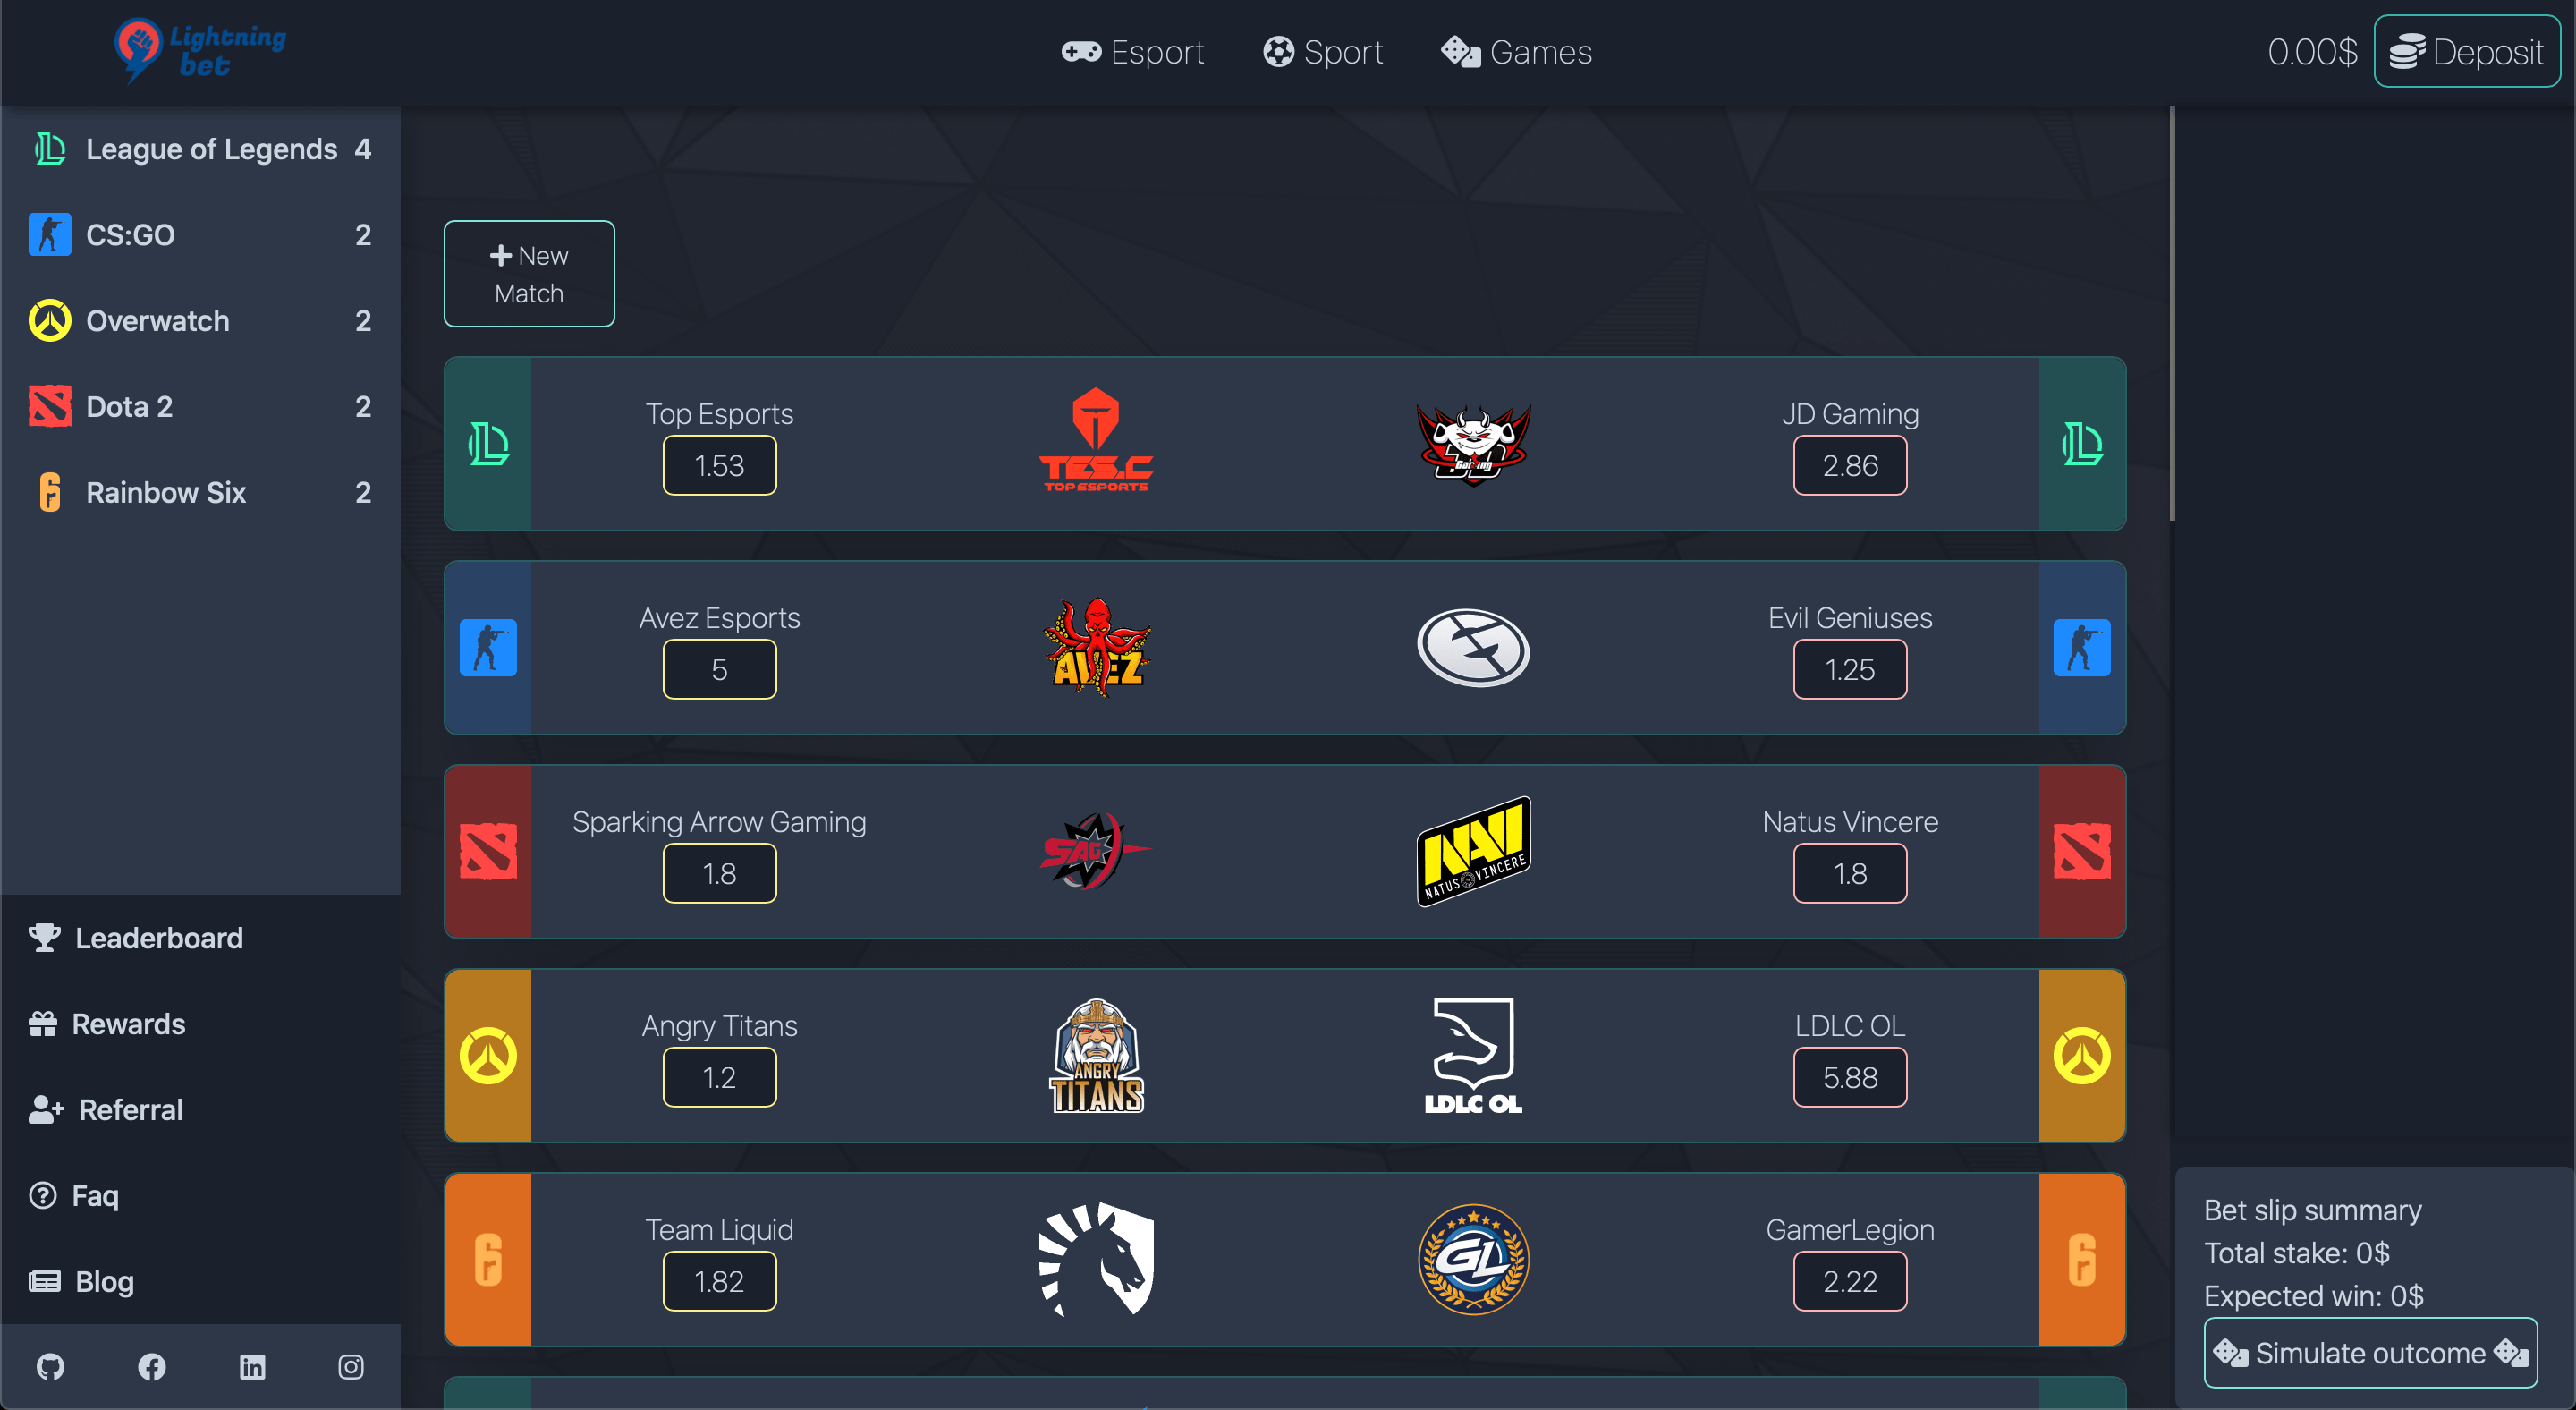 Lightning
bet
Esport
Sport
Games
0.00$
Deposit
League of Legends 4
CS:GO 2
Overwatch 2
Dota 2 2
Rainbow Six 2
Leaderboard
Rewards
Referral
Faq
Blog
New
Match
Top Esports
1.53
TES.C
TOP ESPORTS
JD Gaming
2.86
Avez Esports
5
AVEZ
Evil Geniuses
1.25
Sparking Arrow Gaming
1.8
SAG
NAVI
NATUS VINCERE
Natus Vincere
1.8
Angry Titans
1.2
ANGRY
TITANS
LDLC OL
LDLC OL
5.88
Team Liquid
1.82
GL
GamerLegion
2.22
Bet slip summary
Total stake: 0$
Expected win: 0$
Simulate outcome